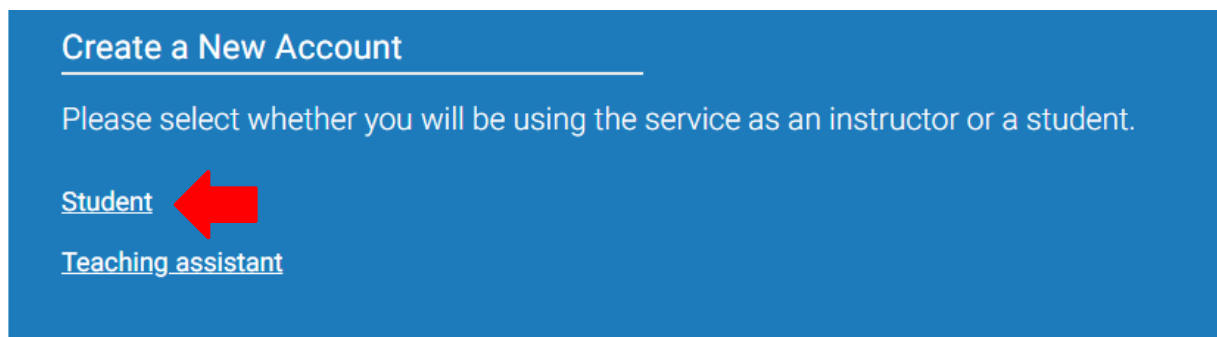 Create a New Account
Please select whether you will be using the service as an instructor or a student.
Student
Teaching assistant